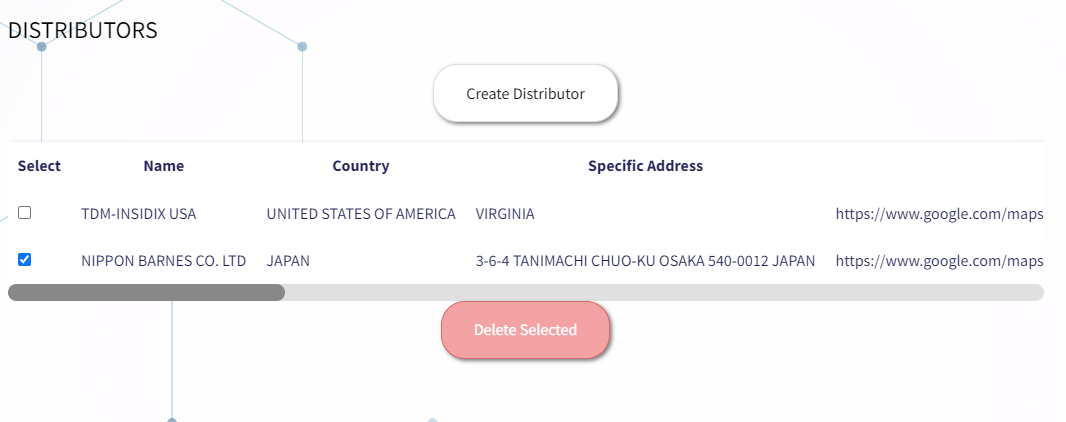 DISTRIBUTORS
Create Distributor
Select Name Country Specific Address
TDM-INSIDIX USA UNITED STATES OF AMERICA VIRGINIA https://www.google.com/maps
NIPPON BARNES CO. LTD JAPAN 3-6-4 TANIMACHI CHUO-KU OSAKA 540-0012 JAPAN https://www.google.com/maps
Delete Selected